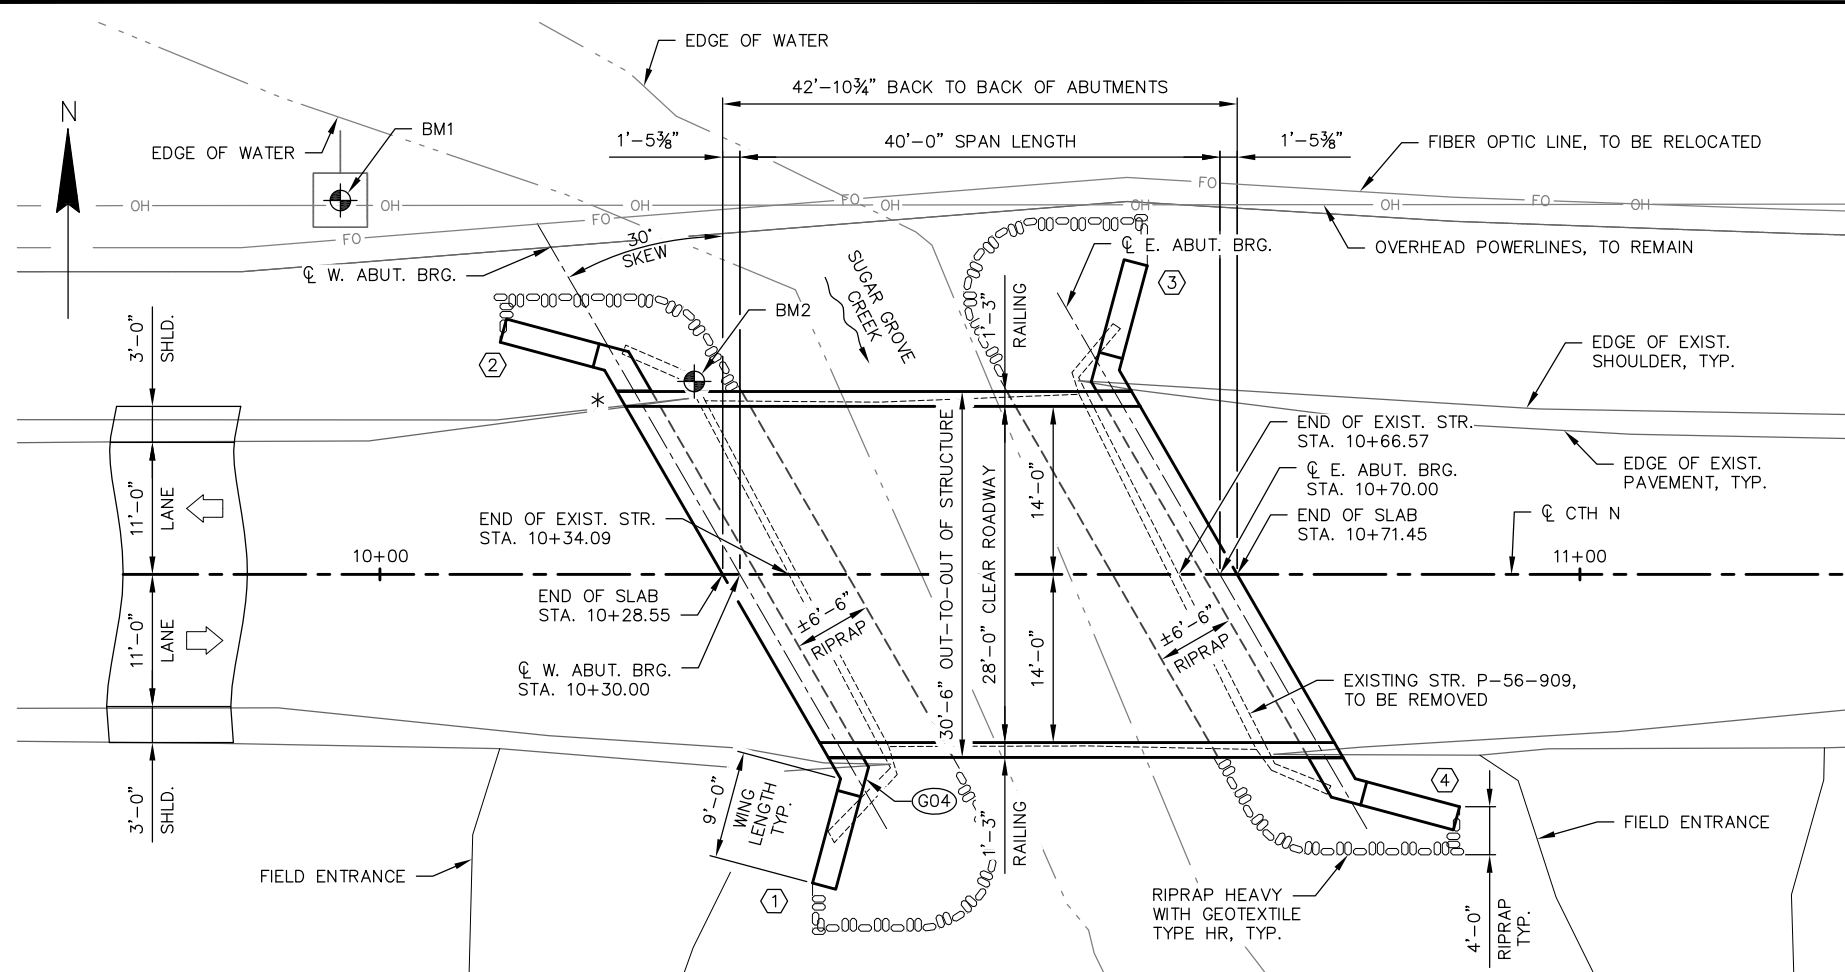 EDGE OF WATER
42'-10¾" BACK TO BACK OF ABUTMENTS
N
BM1
EDGE OF WATER
1'-5⅜"
40'-0" SPAN LENGTH
1'-5⅜"
FIBER OPTIC LINE, TO BE RELOCATED
OH
OH
OH
OH
OH
OH
OH
FO
FO
FO
FO
FO
30°
SKEW
℄ W. ABUT. BRG.
℄ E. ABUT. BRG.
OVERHEAD POWERLINES, TO REMAIN
SUGAR GROVE
CREEK
BM2
3
2
1'-3"
RAILING
3'-0"
SHLD.
EDGE OF EXIST.
SHOULDER, TYP.
*
END OF EXIST. STR.
STA. 10+66.57
EDGE OF EXIST.
PAVEMENT, TYP.
℄ E. ABUT. BRG.
STA. 10+70.00
11'-0"
LANE
END OF EXIST. STR.
STA. 10+34.09
14'-0"
END OF SLAB
STA. 10+71.45
℄ CTH N
10+00
11+00
30'-6" OUT-TO-OUT OF STRUCTURE
28'-0" CLEAR ROADWAY
END OF SLAB
STA. 10+28.55
11'-0"
LANE
±6'-6"
RIPRAP
14'-0"
±6'-6"
RIPRAP
℄ W. ABUT. BRG.
STA. 10+30.00
EXISTING STR. P-56-909,
TO BE REMOVED
3'-0"
SHLD.
9'-0"
WING
LENGTH
TYP.
G04
1'-3"
RAILING
4
FIELD ENTRANCE
FIELD ENTRANCE
1
RIPRAP HEAVY
WITH GEOTEXTILE
TYPE HR, TYP.
4'-0"
RIPRAP
TYP.